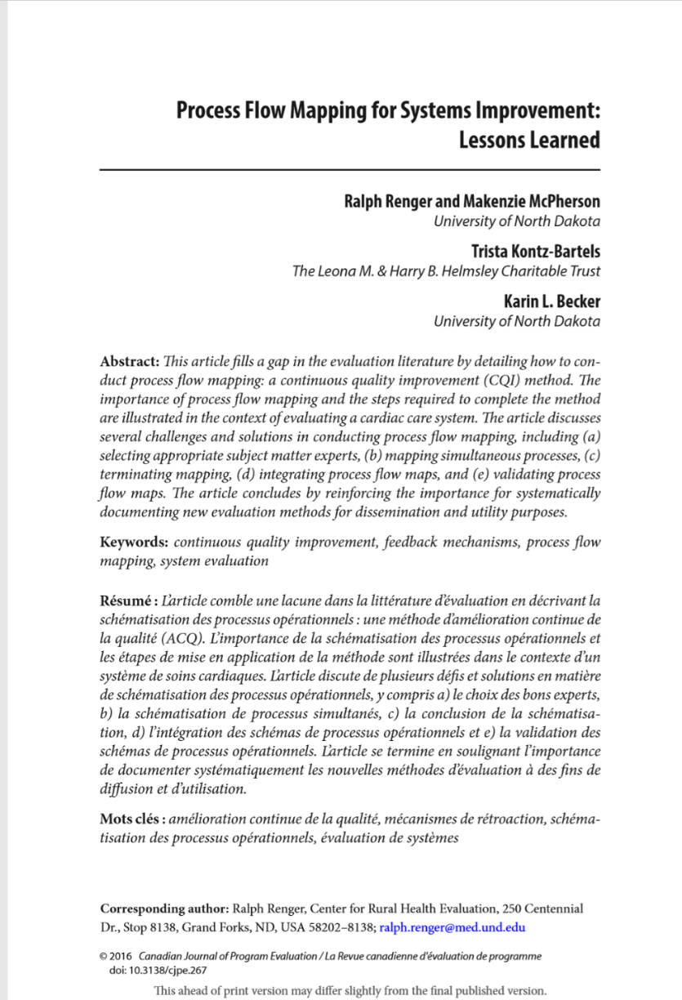 Process Flow Mapping for Systems Improvement:
Lessons Learned
Ralph Renger and Makenzie McPherson
University of North Dakota
Trista Kontz-Bartels
The Leona M. & Harry B. Helmsley Charitable Trust
Karin L. Becker
University of North Dakota
Abstract: This article fills a gap in the evaluation literature by detailing how to con-
duct process flow mapping: a continuous quality improvement (CQI) method. The
importance of process flow mapping and the steps required to complete the method
are illustrated in the context of evaluating a cardiac care system. The article discusses
several challenges and solutions in conducting process flow mapping, including (a)
selecting appropriate subject matter experts, (b) mapping simultaneous processes, (c)
terminating mapping, (d) integrating process flow maps, and (e) validating process
flow maps. The article concludes by reinforcing the importance for systematically
documenting new evaluation methods for dissemination and utility purposes.
Keywords: continuous quality improvement, feedback mechanisms, process flow
mapping, system evaluation
Résumé : L'article comble une lacune dans la littérature d'évaluation en décrivant la
schématisation des processus opérationnels : une méthode d'amélioration continue de
la qualité (ACQ). L'importance de la schématisation des processus opérationnels et
les étapes de mise en application de la méthode sont illustrées dans le contexte d'un
système de soins cardiaques. L'article discute de plusieurs défis et solutions en matière
de schématisation des processus opérationnels, y compris a) le choix des bons experts,
b) la schématisation de processus simultanés, c) la conclusion de la schématisa-
tion, d) l'intégration des schémas de processus opérationnels et e) la validation des
schémas de processus opérationnels. L'article se termine en soulignant l'importance
de documenter systématiquement les nouvelles méthodes d'évaluation à des fins de
diffusion et d'utilisation.
Mots clés : amélioration continue de la qualité, mécanismes de rétroaction, schéma-
tisation des processus opérationnels, évaluation de systèmes
Corresponding author: Ralph Renger, Center for Rural Health Evaluation, 250 Centennial
Dr., Stop 8138, Grand Forks, ND, USA 58202–8138; ralph.renger@med.und.edu
© 2016 Canadian Journal of Program Evaluation / La Revue canadienne d'évaluation de programme
doi: 10.3138/cjpe.267
This ahead of print version may differ slightly from the final published version.